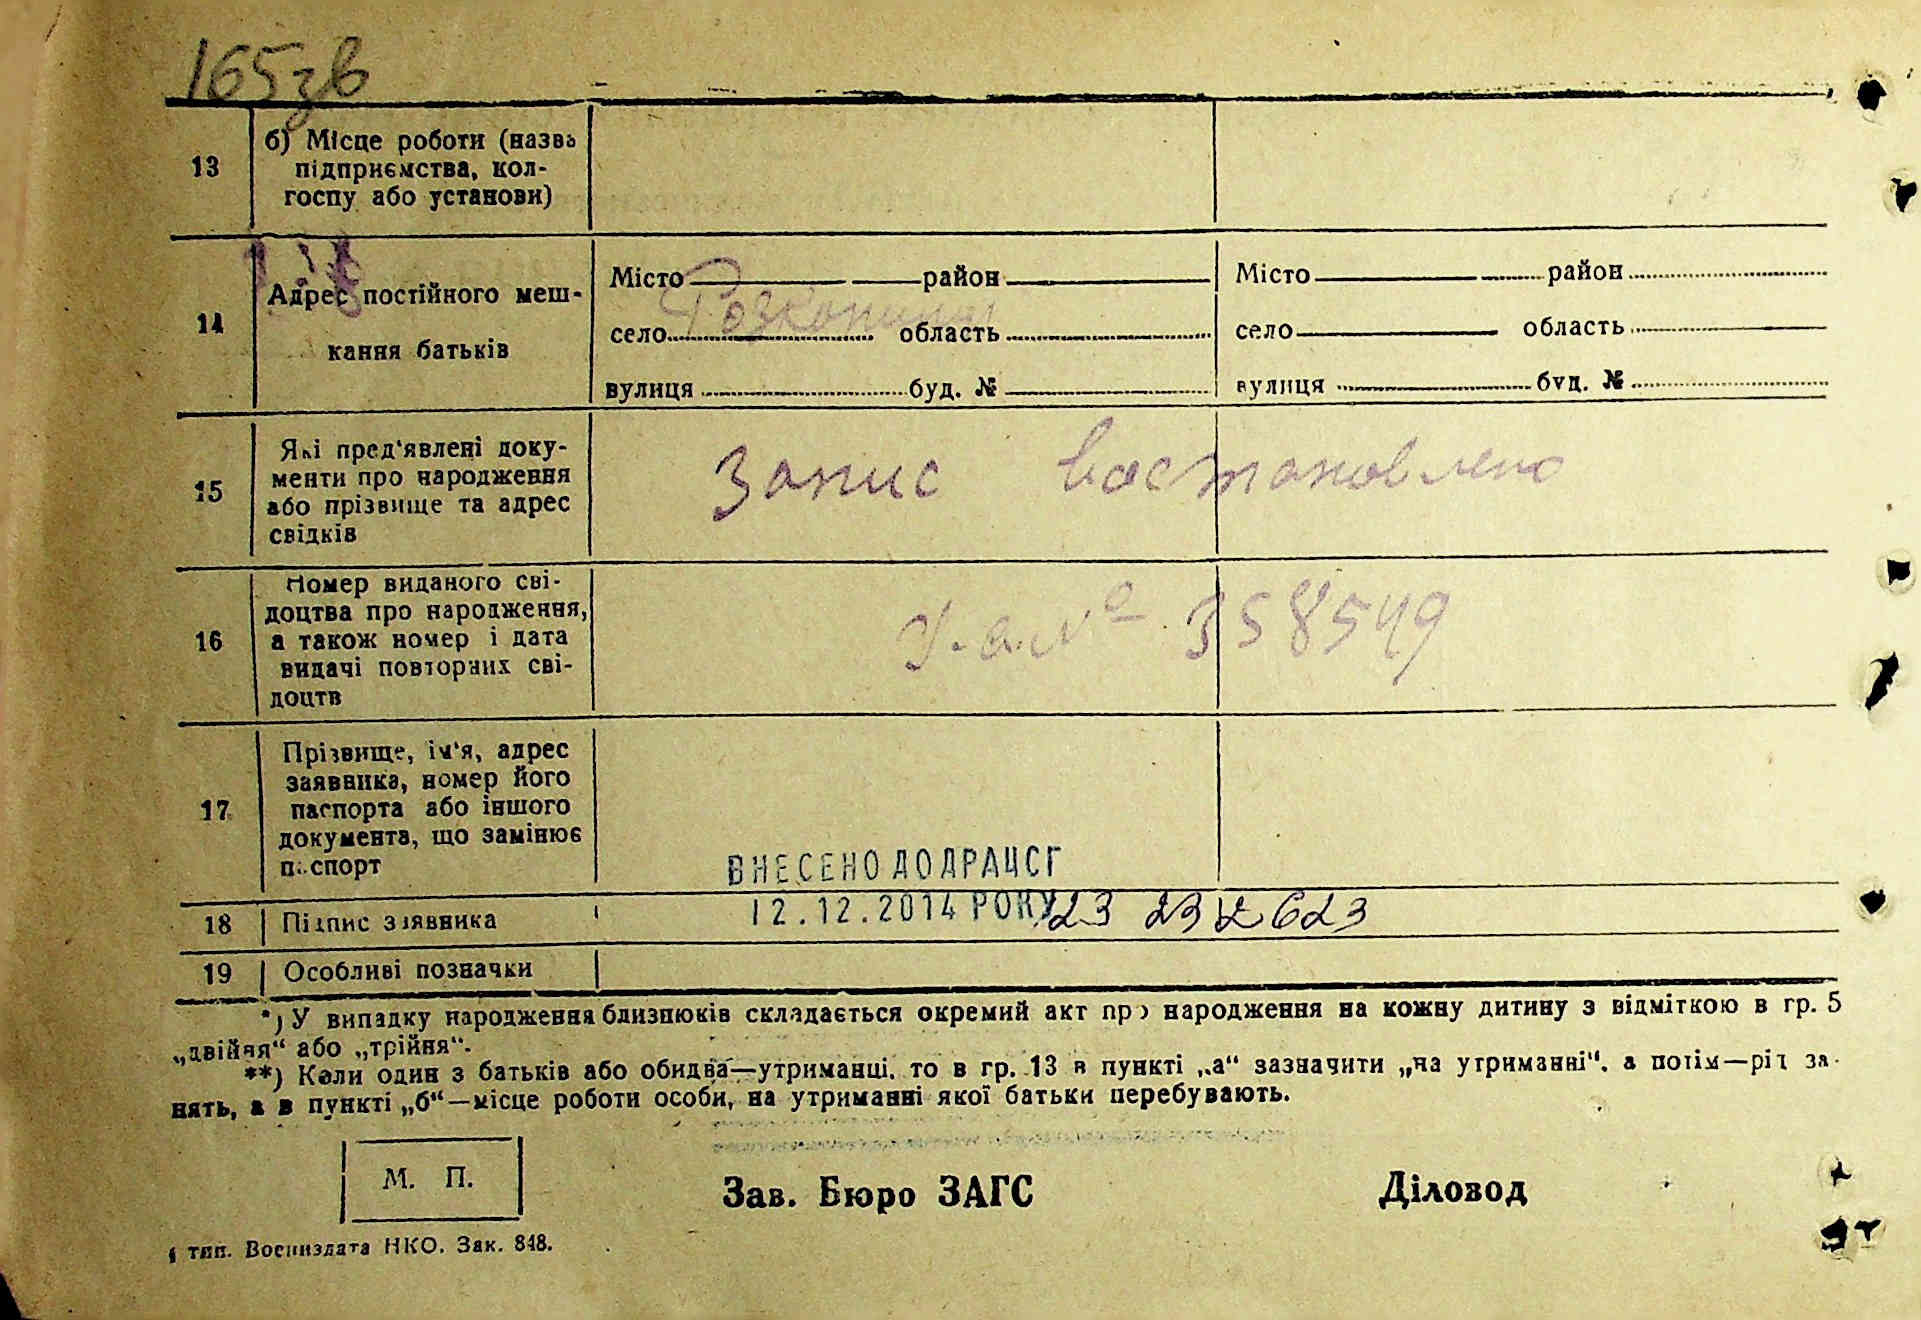 165зв
13
б) Місце роботи (назва
підприємства, кол-
госпу або установи)
14
Адрес постійного меш-
кання батьків
Місто район
село Розкопинці область
вулиця буд. №
Місто район
село область
вулиця буд. №
15
Які пред'явлені доку-
менти про народження
або прізвище та адрес
свідків
Запис востановлено
16
Номер виданого сві-
доцтва про народження,
а також номер і дата
видачі повторних сві-
доцтв
№ 358549
17
Прізвище, ім'я, адрес
заявника, номер його
паспорта або іншого
документа, що замінює
паспорт
ВНЕСЕНО ДО ДРАЦСГ
12.12.2014 РОКУ
18
Підпис заявника
19
Особливі позначки
*) У випадку народження близнюків складається окремий акт про народження на кожну дитину з відміткою в гр. 5
„двійня“ або „трійня“.
**) Коли один з батьків або обидва—утриманці, то в гр. 13 в пункті „а“ зазначити „на утриманні“, а потім—рід за-
нять, а в пункті „б“—місце роботи особи, на утриманні якої батьки перебувають.
М. П.
Зав. Бюро ЗАГС
Діловод
тип. Воениздата НКО. Зак. 848.